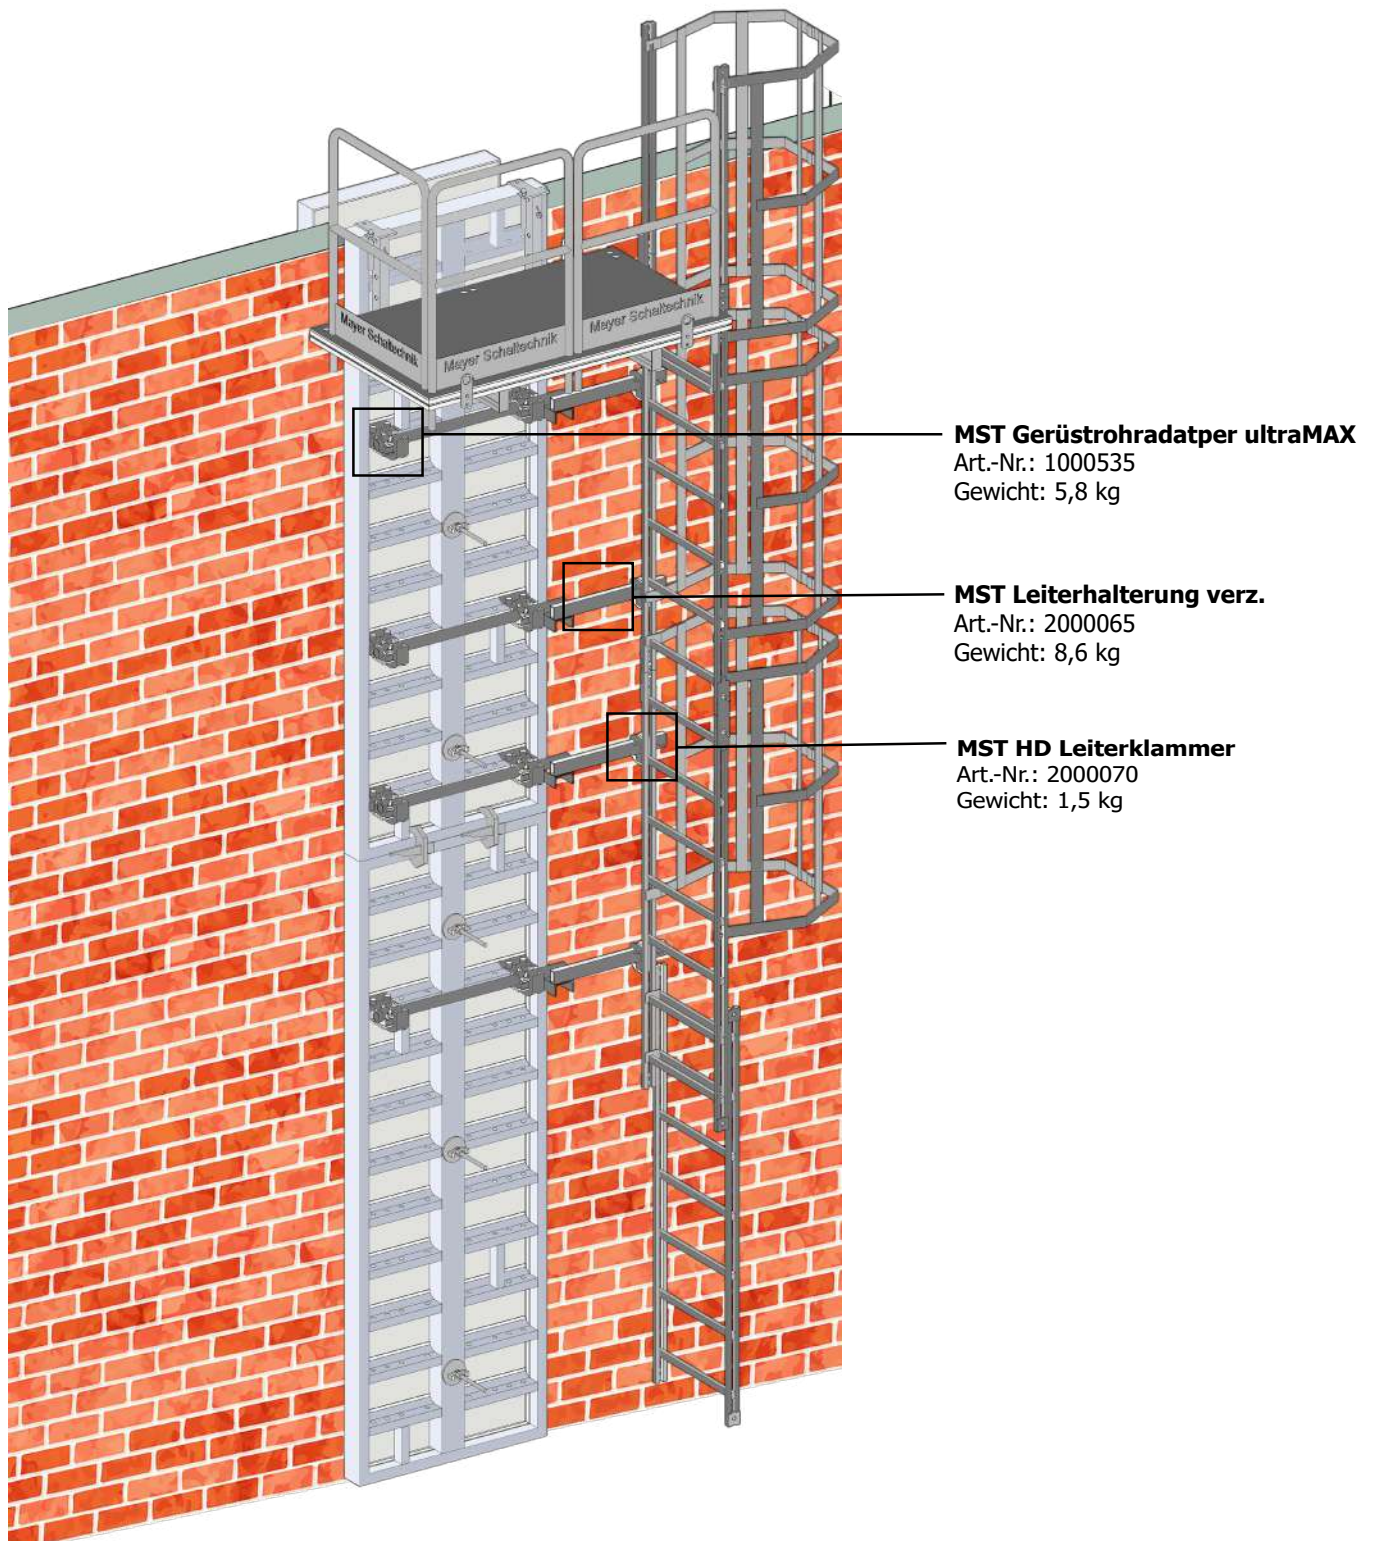 Mayer Schaltechnik
Mayer Schaltechnik
Mayer Schaltechnik
MST Gerüstrohradatper ultraMAX
Art.-Nr.: 1000535
Gewicht: 5,8 kg
MST Leiterhalterung verz.
Art.-Nr.: 2000065
Gewicht: 8,6 kg
MST HD Leiterklammer
Art.-Nr.: 2000070
Gewicht: 1,5 kg